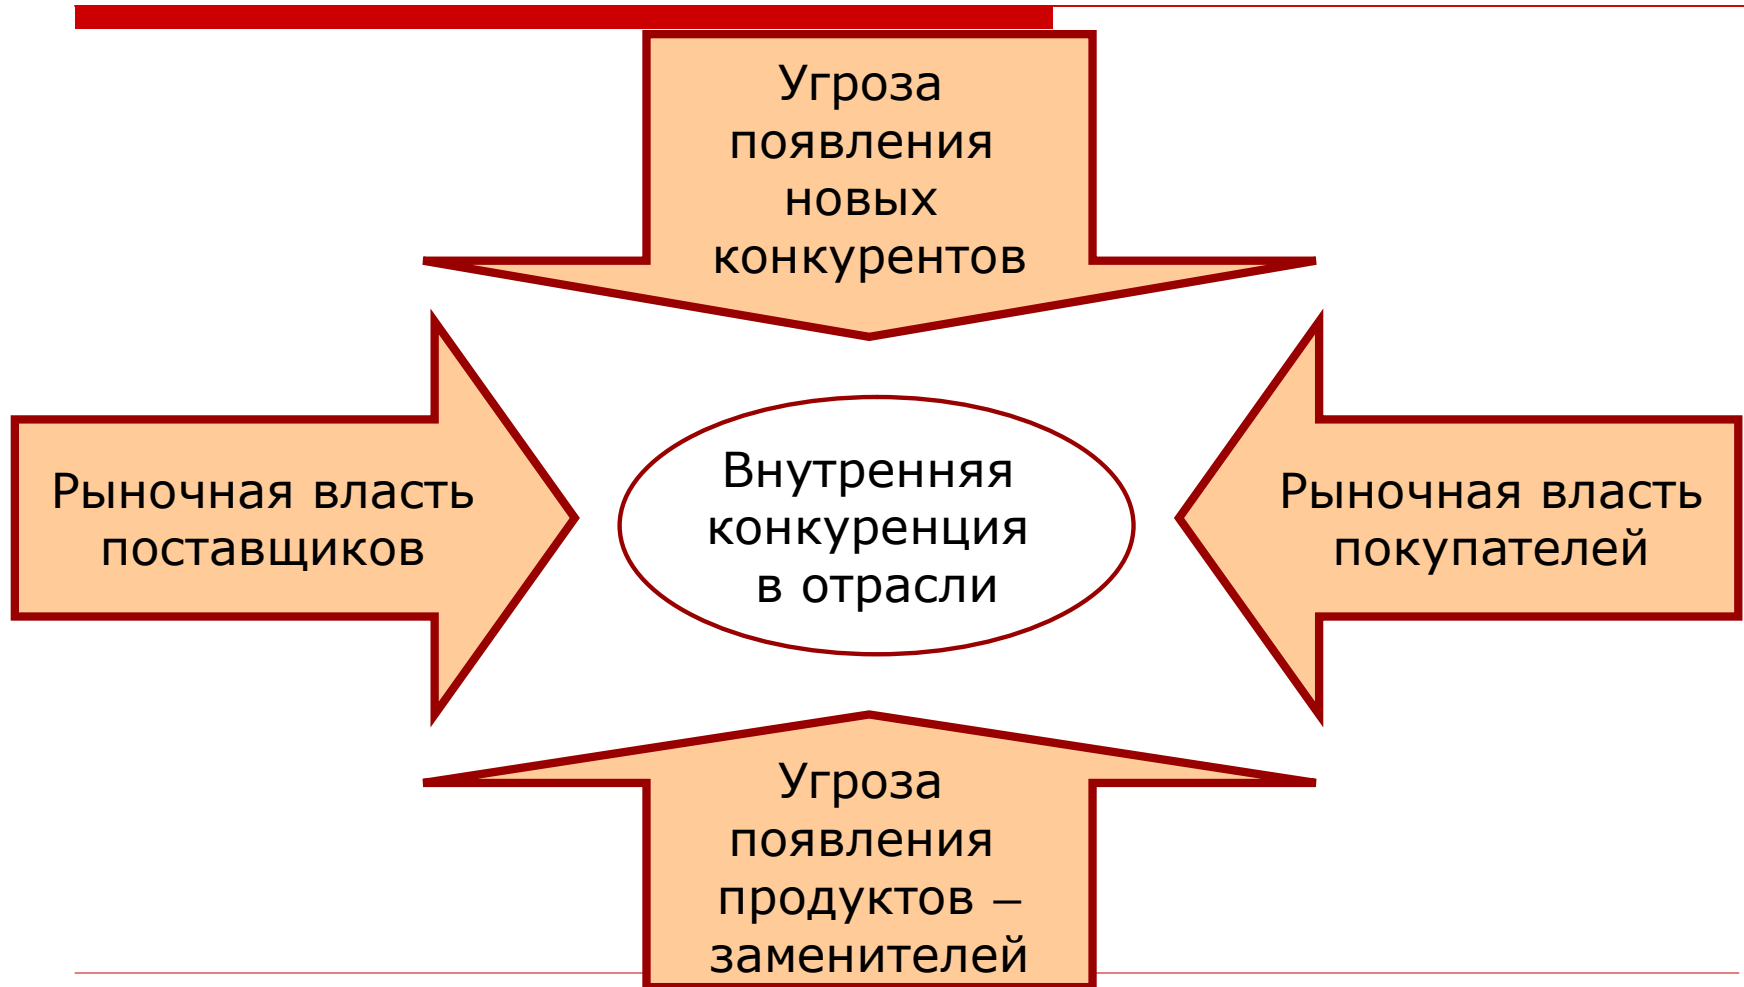 Угроза
появления
новых
конкурентов
Рыночная власть
поставщиков
Внутренняя
конкуренция
в отрасли
Рыночная власть
покупателей
Угроза
появления
продуктов –
заменителей